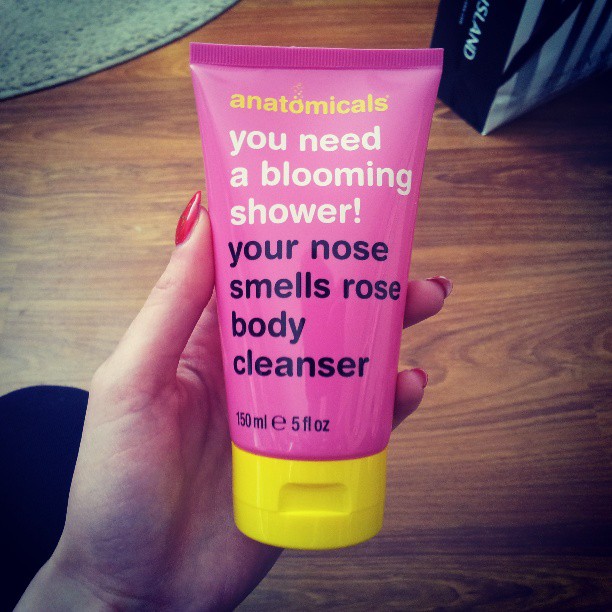 anatomicals
you need
a blooming
shower!
your nose
smells rose
body
cleanser
150 ml ℮ 5 fl oz
ISLAND